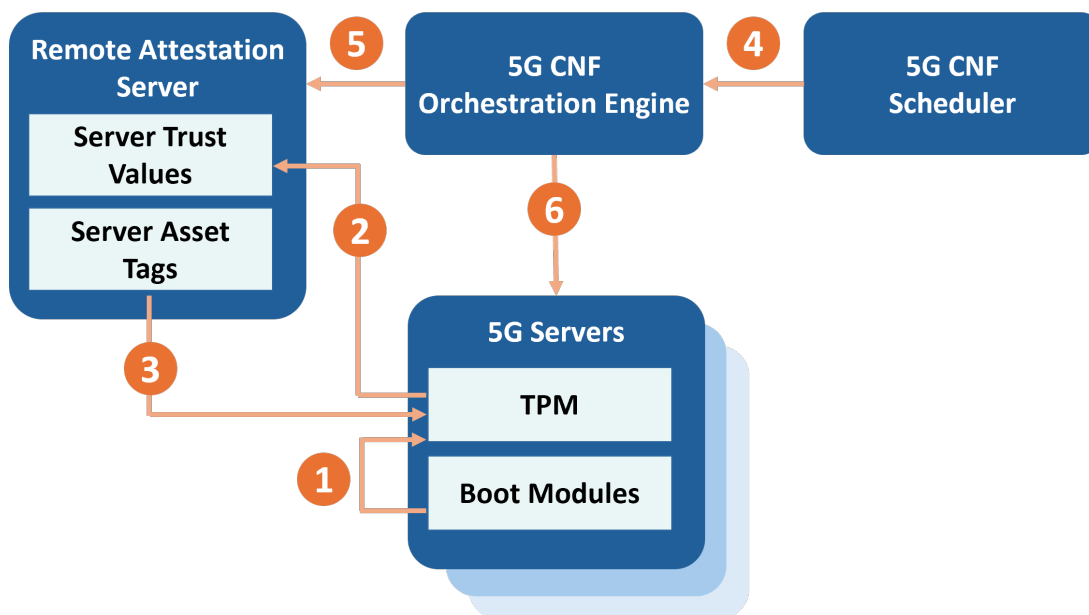 Remote Attestation
Server
Server Trust
Values
Server Asset
Tags
5
5G CNF
Orchestration Engine
4
5G CNF
Scheduler
2
6
3
5G Servers
TPM
1
Boot Modules